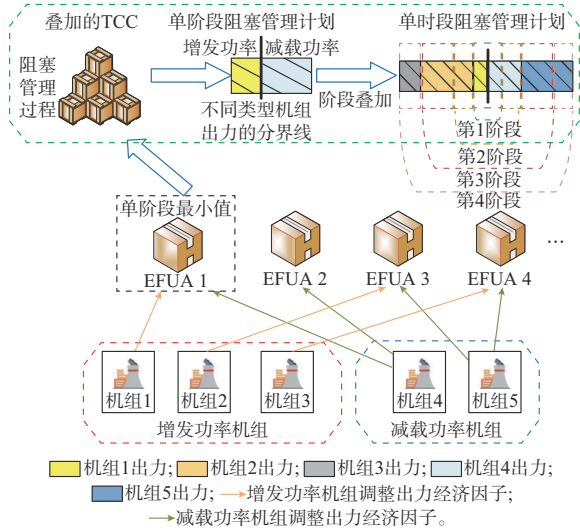 叠加的TCC
单阶段阻塞管理计划
单时段阻塞管理计划
阻塞
管理
过程
增发功率
减载功率
不同类型机组
出力的分界线
阶段叠加
第1阶段
第2阶段
第3阶段
第4阶段
单阶段最小值
EFUA 1
EFUA 2
EFUA 3
EFUA 4
...
机组1
机组2
机组3
机组4
机组5
增发功率机组
减载功率机组
机组1出力; 机组2出力; 机组3出力; 机组4出力;
机组5出力; 增发功率机组调整出力经济因子;
减载功率机组调整出力经济因子。